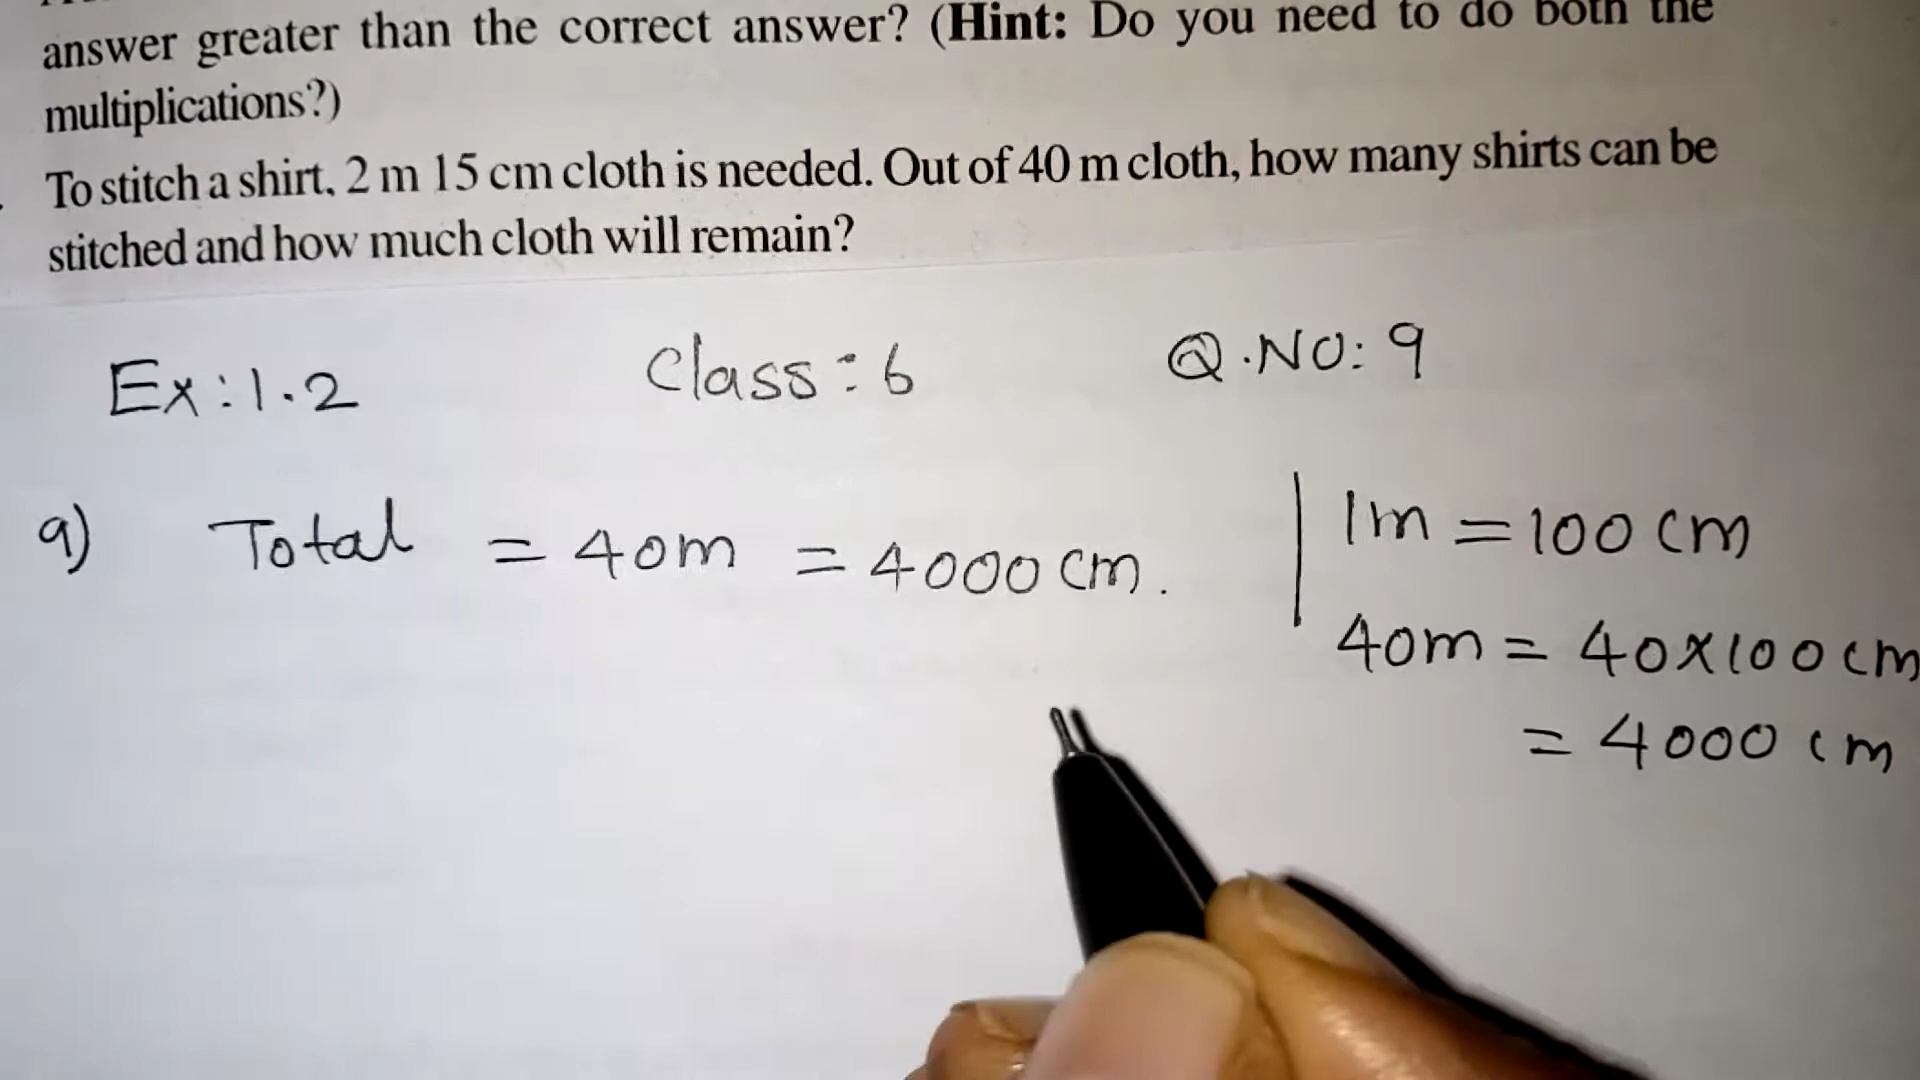 answer greater than the correct answer? (Hint: Do you need to do both the
multiplications?)
To stitch a shirt, 2 m 15 cm cloth is needed. Out of 40 m cloth, how many shirts can be
stitched and how much cloth will remain?
Ex:1.2 Class:6 Q.NO:9
9) Total = 40m = 4000 cm.
1m = 100 cm
40m = 40x100 cm
= 4000 cm